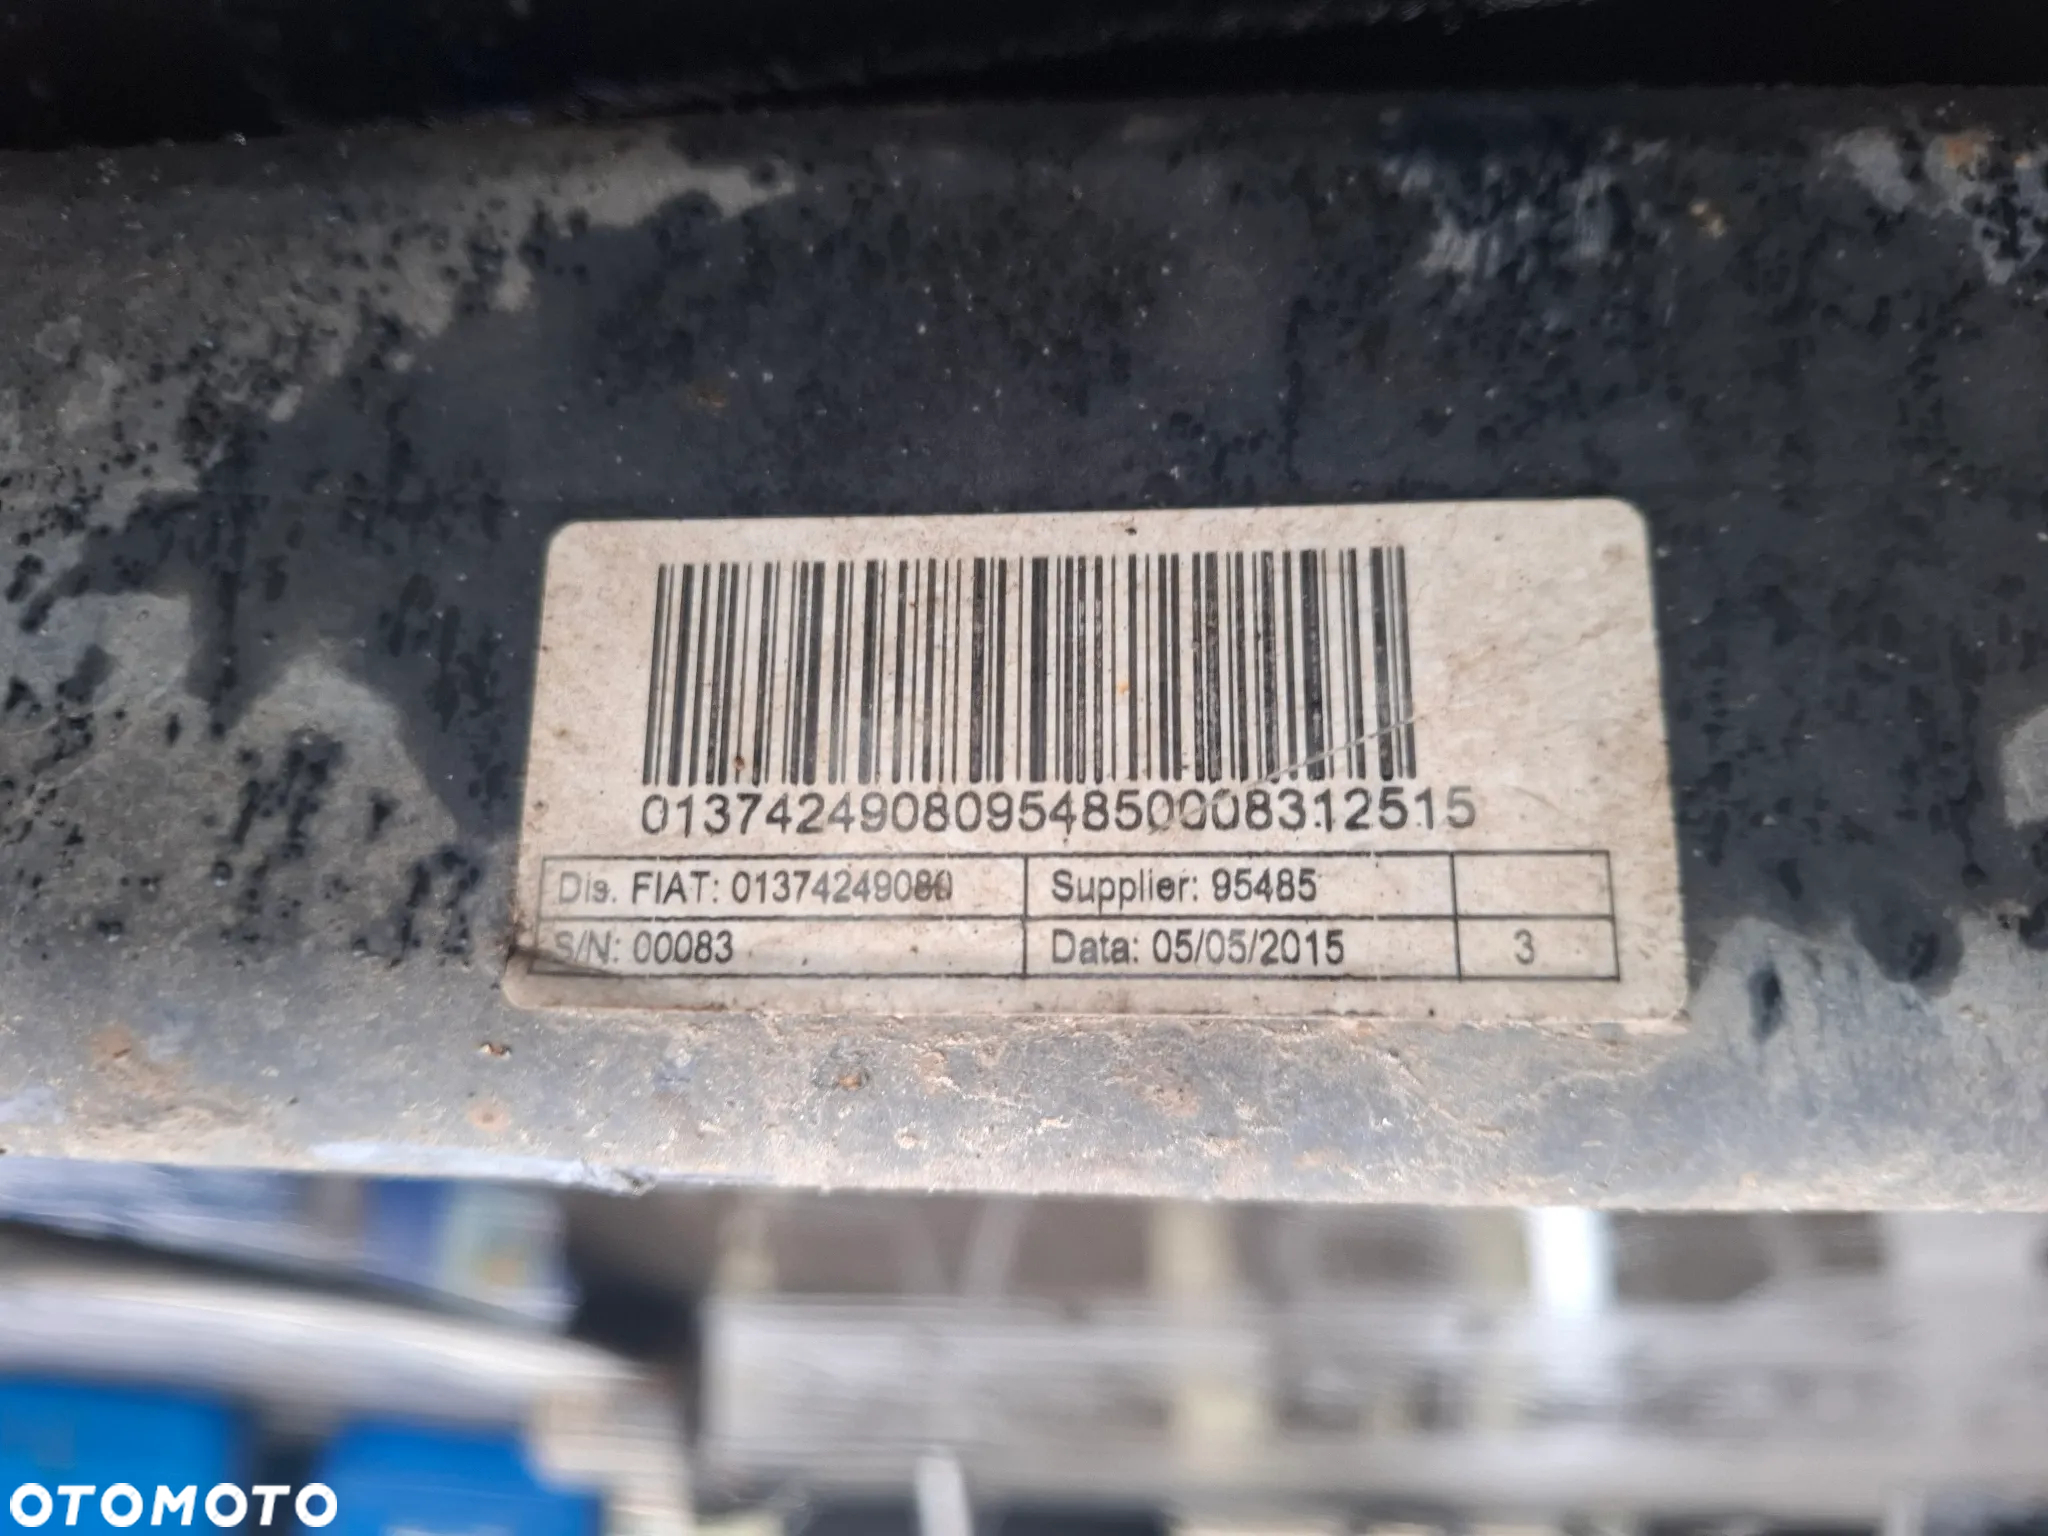 01374249080954850008312515
Dis. FIAT: 01374249080
Supplier: 95485
S/N: 00083
Data: 05/05/2015
3
OTOMOTO